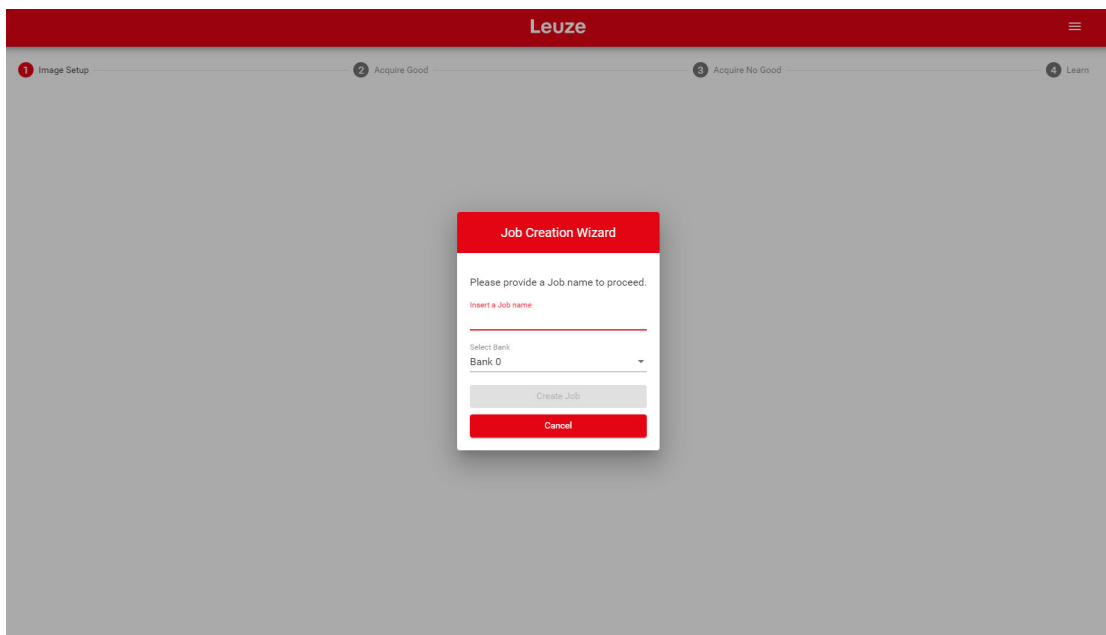 Leuze
1 Image Setup
2 Acquire Good
3 Acquire No Good
4 Learn
Job Creation Wizard
Please provide a Job name to proceed.
Insert a Job name
Select Bank
Bank 0
Create Job
Cancel